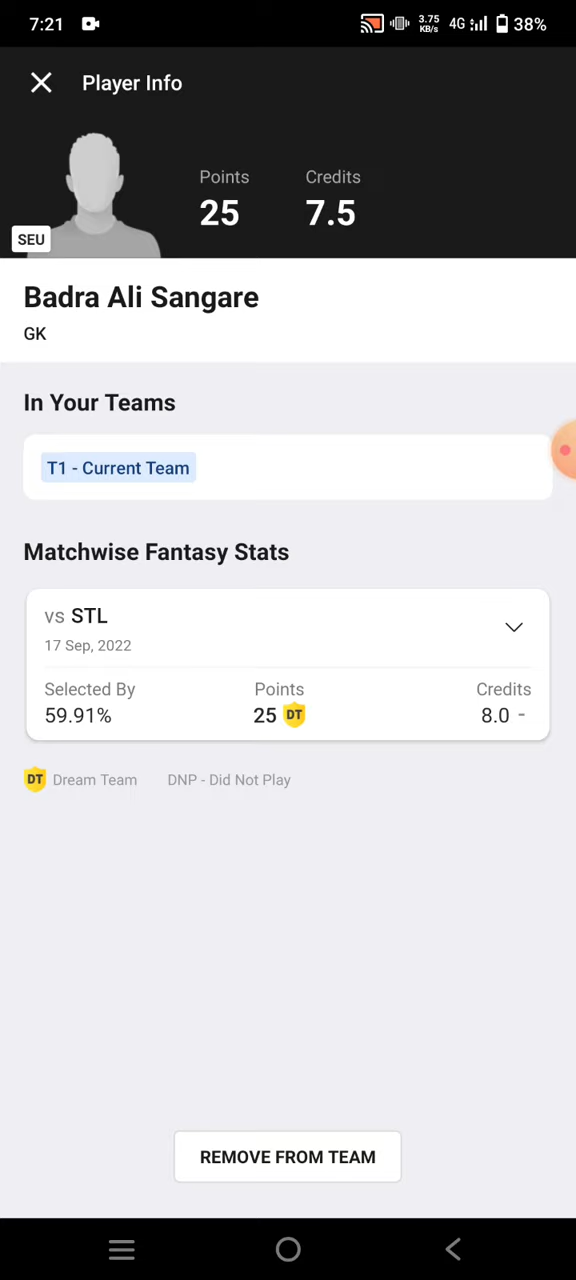 7:21 3.75 KB/s 4G 38%
Player Info
Points Credits
25 7.5
SEU
Badra Ali Sangare
GK
In Your Teams
T1 - Current Team
Matchwise Fantasy Stats
vs STL
17 Sep, 2022
Selected By Points Credits
59.91% 25 DT 8.0 -
DT Dream Team DNP - Did Not Play
REMOVE FROM TEAM